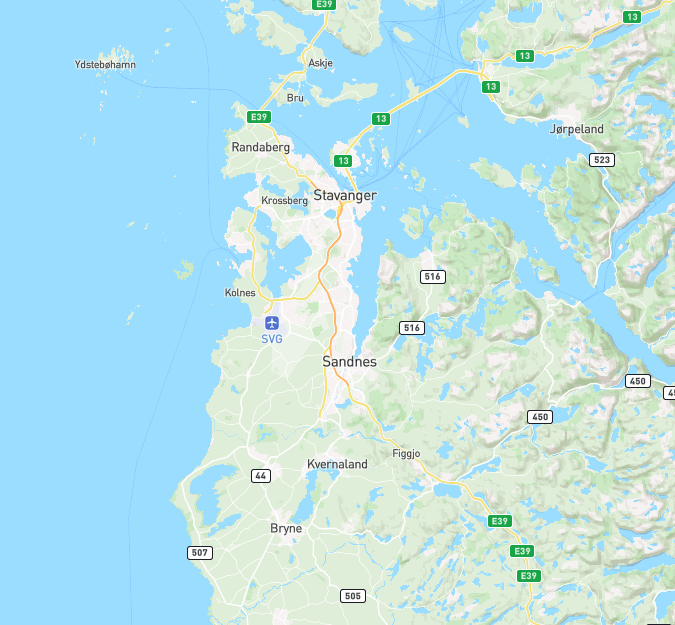 E39
13
13
Askje
Ydstebøhamn
13
Bru
E39
13
Jørpeland
Randaberg
13
523
Stavanger
Krossberg
516
Kolnes
SVG
516
Sandnes
450
450
Figgjo
Kvernaland
44
E39
Bryne
507
E39
E39
505